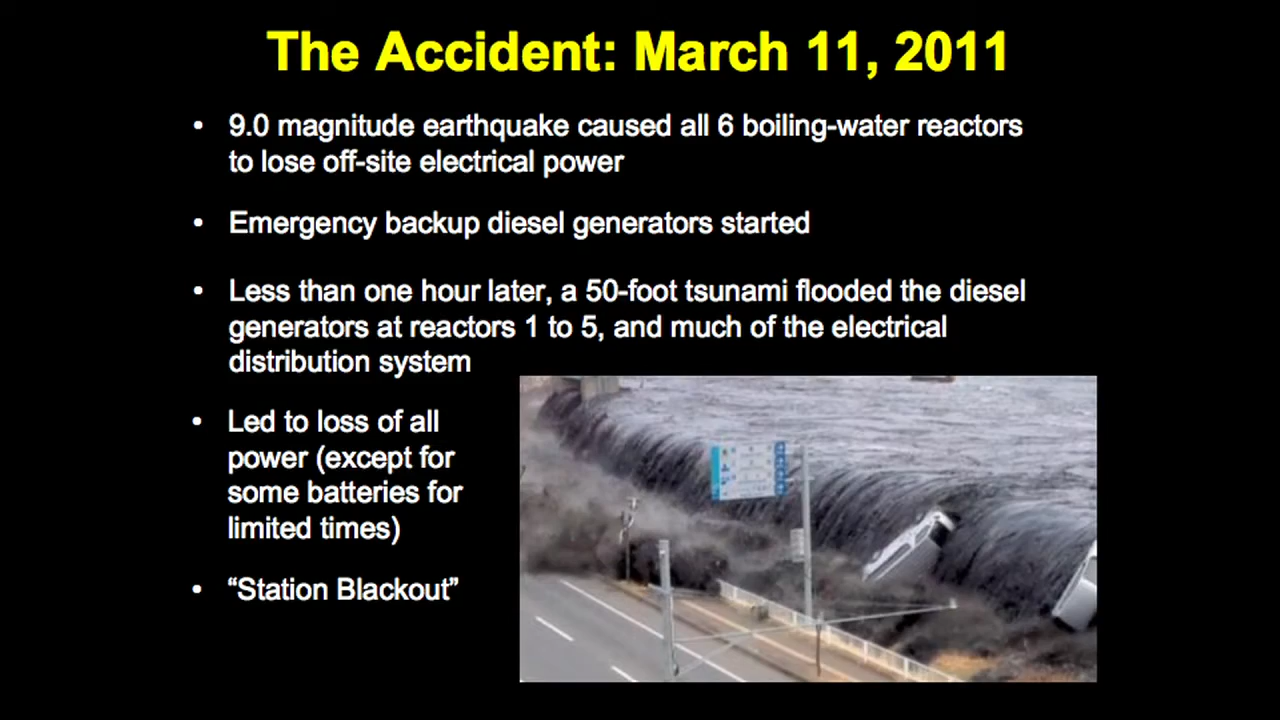 The Accident: March 11, 2011
• 9.0 magnitude earthquake caused all 6 boiling-water reactors
to lose off-site electrical power
• Emergency backup diesel generators started
• Less than one hour later, a 50-foot tsunami flooded the diesel
generators at reactors 1 to 5, and much of the electrical
distribution system
• Led to loss of all
power (except for
some batteries for
limited times)
• “Station Blackout”